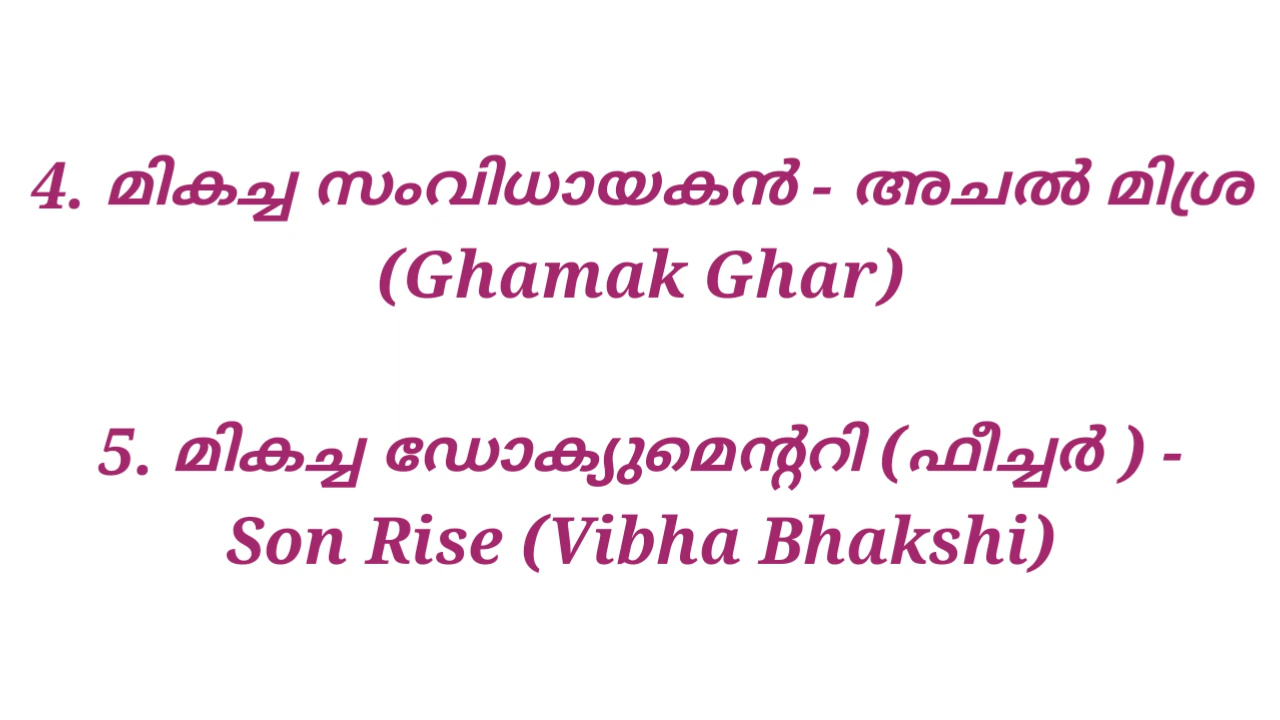 4. മികച്ച സംവിധായകൻ - അചൽ മിശ്ര
(Ghamak Ghar)
5. മികച്ച ഡോക്യുമെന്ററി (ഫീച്ചർ ) -
Son Rise (Vibha Bhakshi)